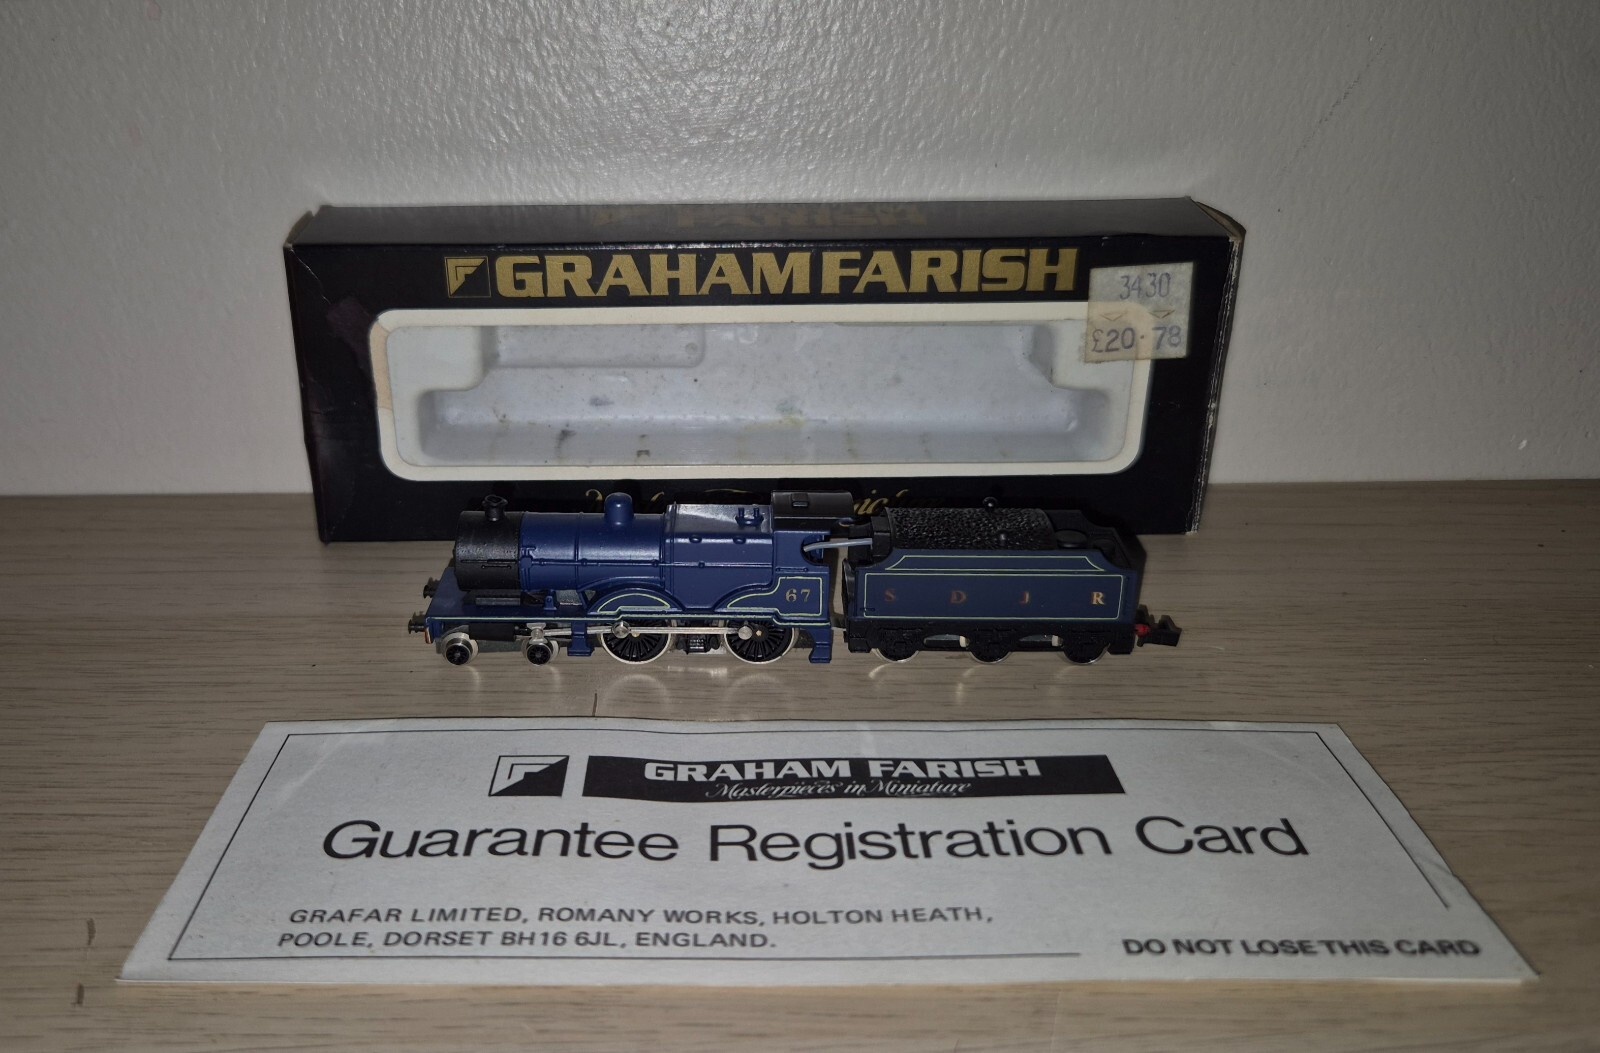 GRAHAM FARISH
3430
£20.78
67
S D J R
GRAHAM FARISH
Masterpieces in Miniature
Guarantee Registration Card
GRAFAR LIMITED, ROMANY WORKS, HOLTON HEATH,
POOLE, DORSET BH16 6JL, ENGLAND.
DO NOT LOSE THIS CARD